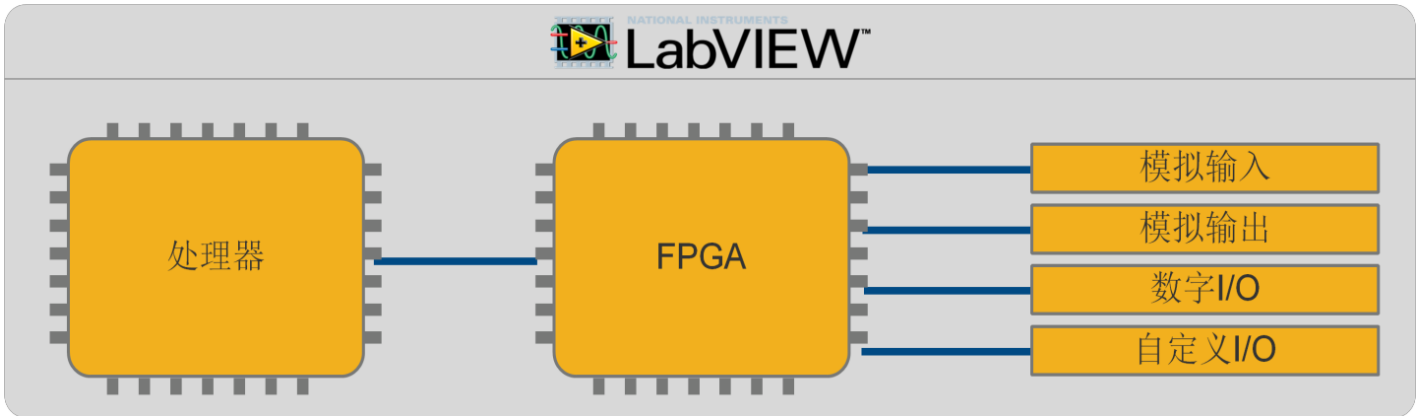 NATIONAL INSTRUMENTS
LabVIEW™
处理器
FPGA
模拟输入
模拟输出
数字I/O
自定义I/O